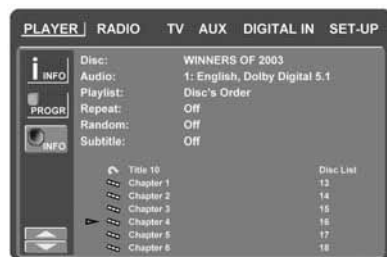 PLAYER RADIO TV AUX DIGITAL IN SET-UP
i INFO
PROGR
INFO
Disc: WINNERS OF 2003
Audio: 1: English, Dolby Digital 5.1
Playlist: Disc's Order
Repeat: Off
Random: Off
Subtitle: Off
Title 10 Disc List
Chapter 1 13
Chapter 2 14
Chapter 3 15
Chapter 4 16
Chapter 5 17
Chapter 6 18